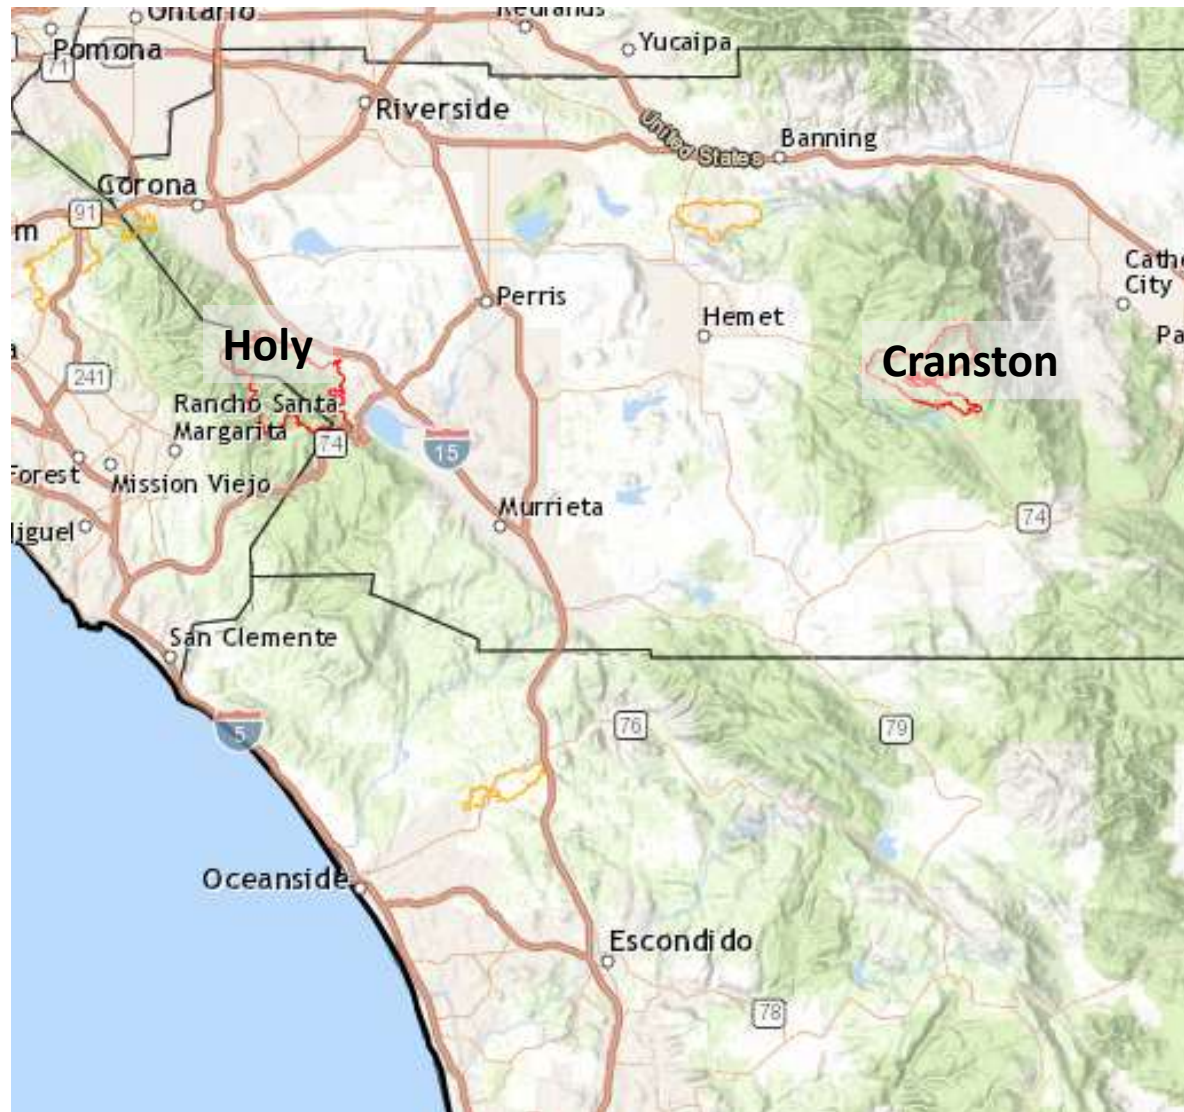 Ontario
Redlands
Pomona
71
Yucaipa
Riverside
United States
Banning
Corona
91
m
Cathe
City
Perris
Hemet
Pa
Holy
Cranston
a
241
Rancho Santa
Margarita
74
15
Forest
Mission Viejo
Murrieta
74
liguel
San Clemente
5
76
79
Oceanside
Escondido
78